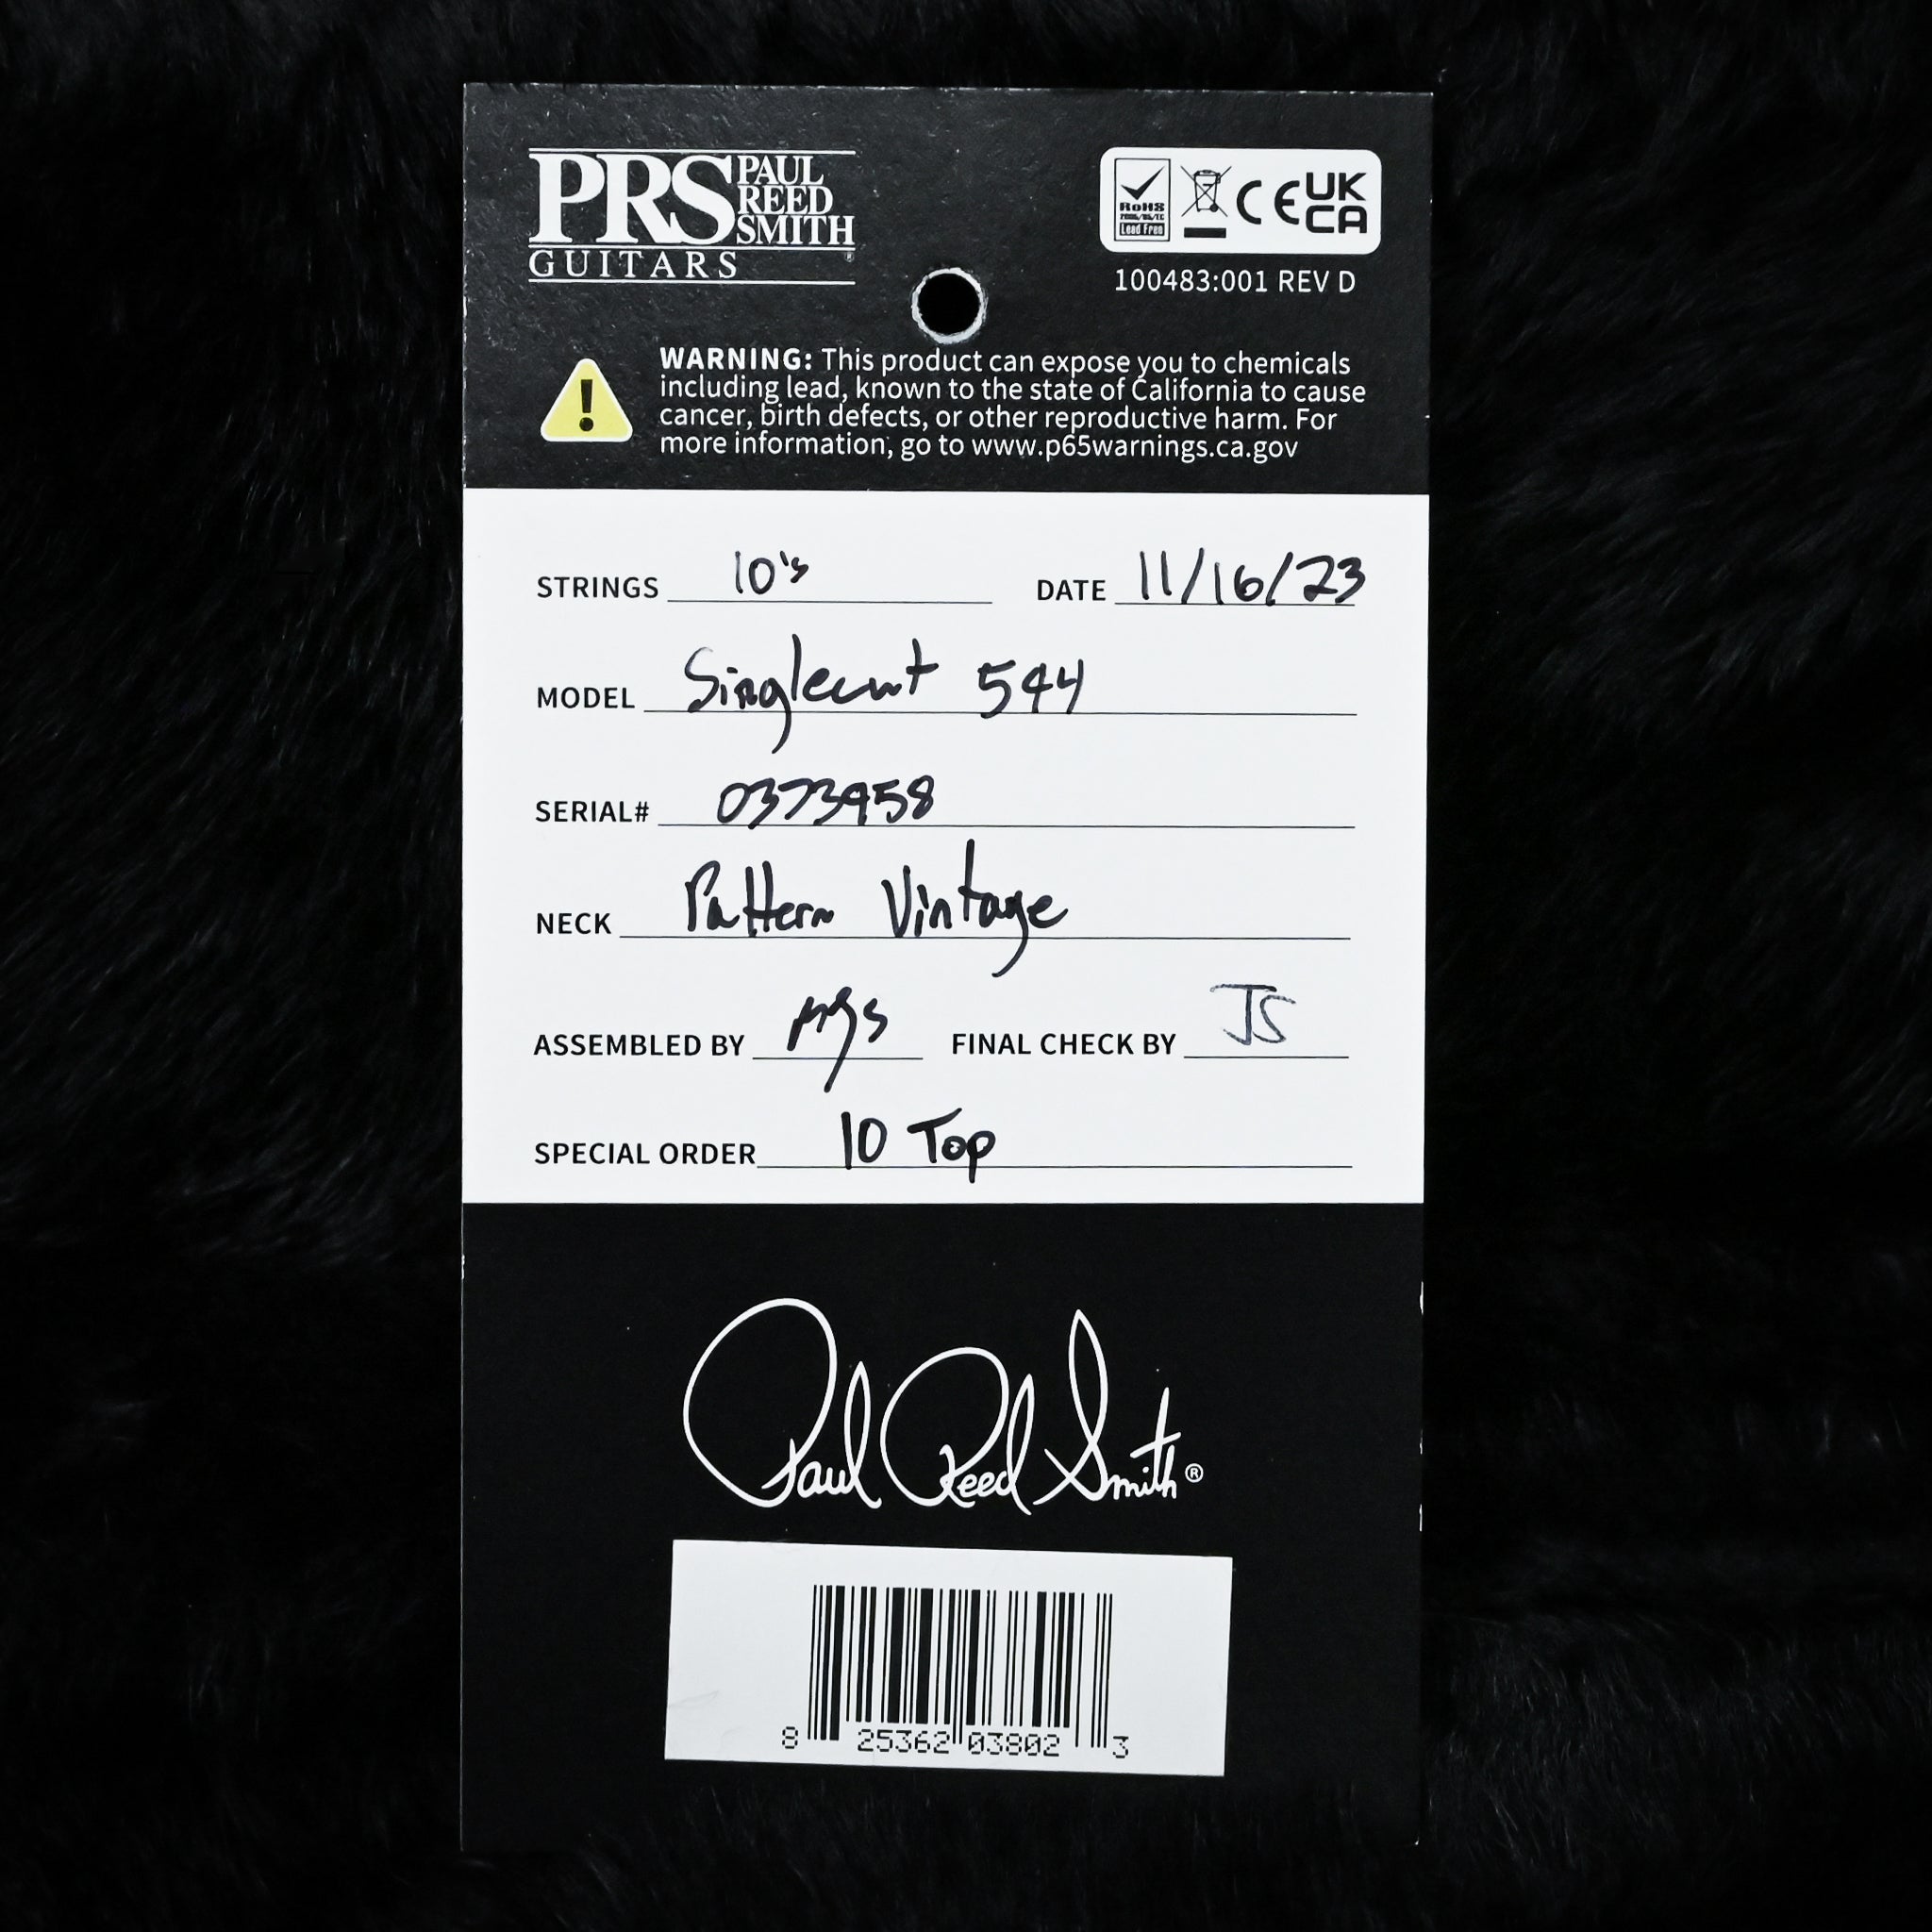 PRS PAUL REED SMITH
GUITARS®
RoHS
Lead Free
CE UK CA
100483:001 REV D
WARNING: This product can expose you to chemicals
including lead, known to the state of California to cause
cancer, birth defects, or other reproductive harm. For
more information, go to www.p65warnings.ca.gov
STRINGS 10's DATE 11/16/23
MODEL Singlecut 594
SERIAL# 0373958
NECK Pattern Vintage
ASSEMBLED BY FINAL CHECK BY JS
SPECIAL ORDER 10 Top
Paul Reed Smith®
8 25362 03802 3